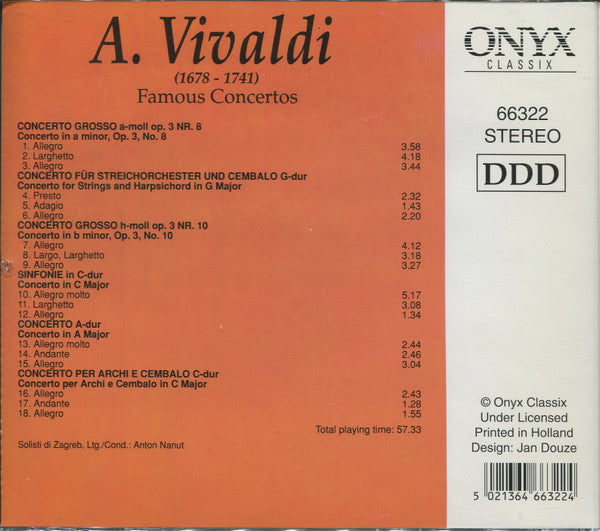 A. Vivaldi
(1678 - 1741)
Famous Concertos
CONCERTO GROSSO a-moll op. 3 NR. 8
Concerto in a minor, Op. 3, No. 8
1. Allegro 3.58
2. Larghetto 4.18
3. Allegro 3.44
CONCERTO FÜR STREICHORCHESTER UND CEMBALO G-dur
Concerto for Strings and Harpsichord in G Major
4. Presto 2.32
5. Adagio 1.43
6. Allegro 2.20
CONCERTO GROSSO h-moll op. 3 NR. 10
Concerto in b minor, Op. 3, No. 10
7. Allegro 4.12
8. Largo, Larghetto 3.18
9. Allegro 3.27
SINFONIE in C-dur
Concerto in C Major
10. Allegro molto 5.17
11. Larghetto 3.08
12. Allegro 1.34
CONCERTO A-dur
Concerto in A Major
13. Allegro molto 2.44
14. Andante 2.46
15. Allegro 3.04
CONCERTO PER ARCHI E CEMBALO C-dur
Concerto per Archi e Cembalo in C Major
16. Allegro 2.43
17. Andante 1.28
18. Allegro 1.55
Total playing time: 57.33
Solisti di Zagreb, Ltg./Cond.: Anton Nanut
ONYX
CLASSIX
66322
STEREO
DDD
© Onyx Classix
Under Licensed
Printed in Holland
Design: Jan Douze
5 021364 663224